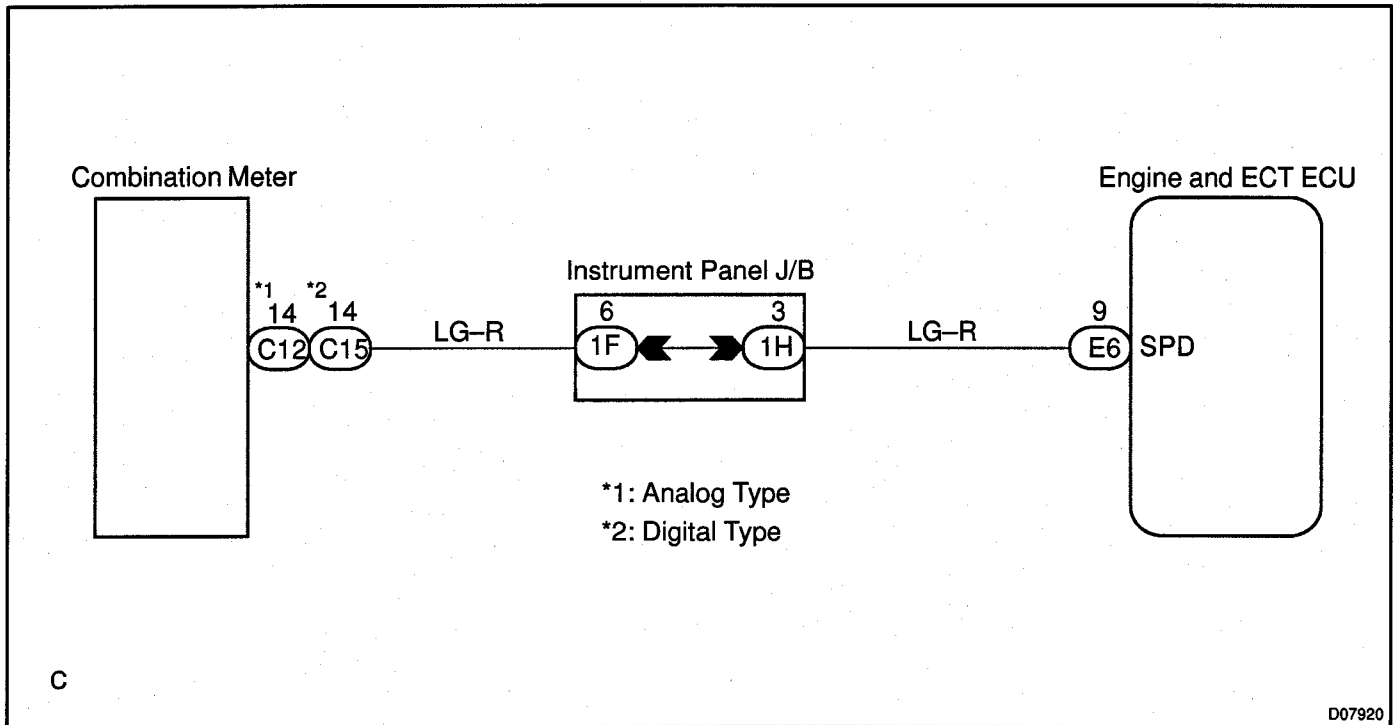 Combination Meter
Engine and ECT ECU
Instrument Panel J/B
*1 *2
14 14
6 3
9
C12 C15 LG–R 1F 1H LG–R E6 SPD
*1: Analog Type
*2: Digital Type
C
D07920